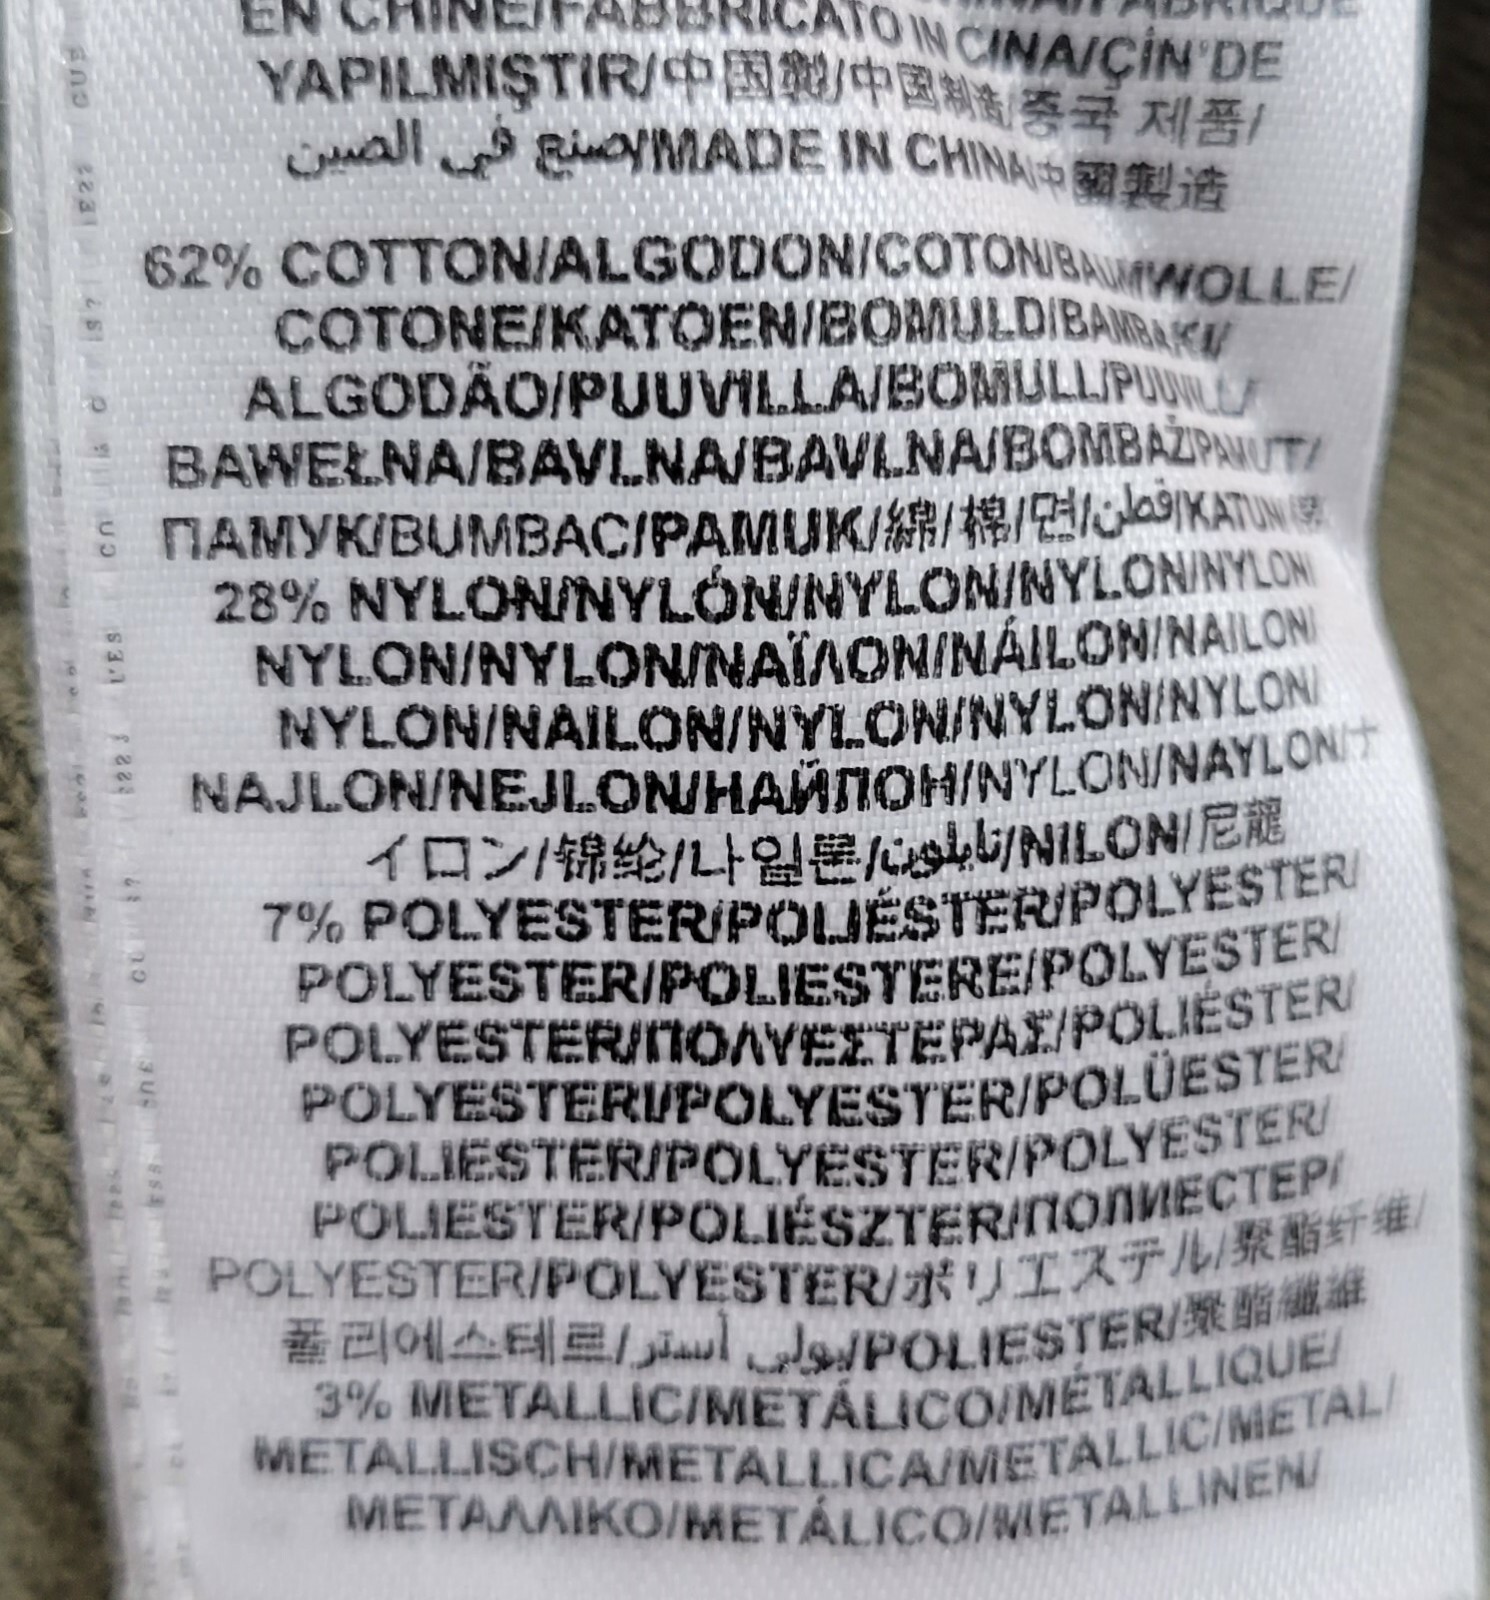 EN CHINE/FABBRICATO IN CINA/ÇİN'DE
YAPILMIŞTIR/中国製/中国制造/중국 제품/
صنع في الصين/MADE IN CHINA/中國製造
62% COTTON/ALGODON/COTON/BAUMWOLLE/
COTONE/KATOEN/BOMULD/BAMBAKI/
ALGODÃO/PUUVILLA/BOMULL/PUUVILL/
BAWEŁNA/BAVLNA/BAVLNA/BOMBAŽ/PAMUT/
ПАМУК/BUMBAC/PAMUK/綿/棉/면/قطن/KATUN/棉
28% NYLON/NYLÓN/NYLON/NYLON/NYLON/
NYLON/NYLON/ΝΑΪΛΟΝ/NÁILON/NAILON/
NYLON/NAILON/NYLON/NYLON/NYLON/
NAJLON/NEJLON/НАЙПОН/NYLON/NAYLON/ナ
イロン/锦纶/나일론/نايلون/NILON/尼龍
7% POLYESTER/POLIÉSTER/POLYESTER/
POLYESTER/POLIESTERE/POLYESTER/
POLYESTER/ΠΟΛΥΕΣΤΕΡΑΣ/POLIÉSTER/
POLYESTERI/POLYESTER/POLÜESTER/
POLIESTER/POLYESTER/POLYESTER/
POLIESTER/POLIÉSZTER/ПОЛИЕСТЕР/
POLYESTER/POLYESTER/ポリエステル/聚酯纤维/
폴리에스테르/بولي أستر/POLIESTER/聚酯纖維
3% METALLIC/METÁLICO/MÉTALLIQUE/
METALLISCH/METALLICA/METALLIC/METAL/
ΜΕΤΑΛΛΙΚΟ/METÁLICO/METALLINEN/